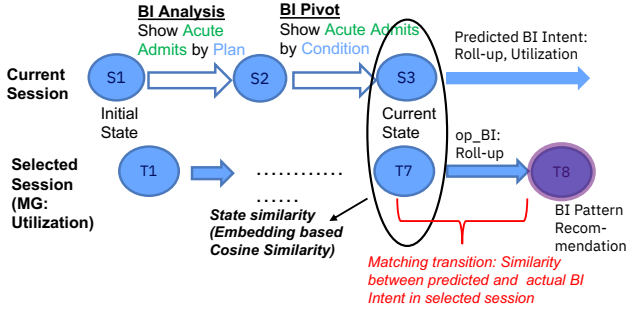 BI Analysis
Show Acute
Admits by Plan
BI Pivot
Show Acute Admits
by Condition
Predicted BI Intent:
Roll-up, Utilization
Current
Session
S1
S2
S3
Initial
State
Current
State
op_BI:
Roll-up
Selected
Session
(MG:
Utilization)
T1
............
......
T7
T8
State similarity
(Embedding based
Cosine Similarity)
BI Pattern
Recom-
mendation
Matching transition: Similarity
between predicted and actual BI
Intent in selected session